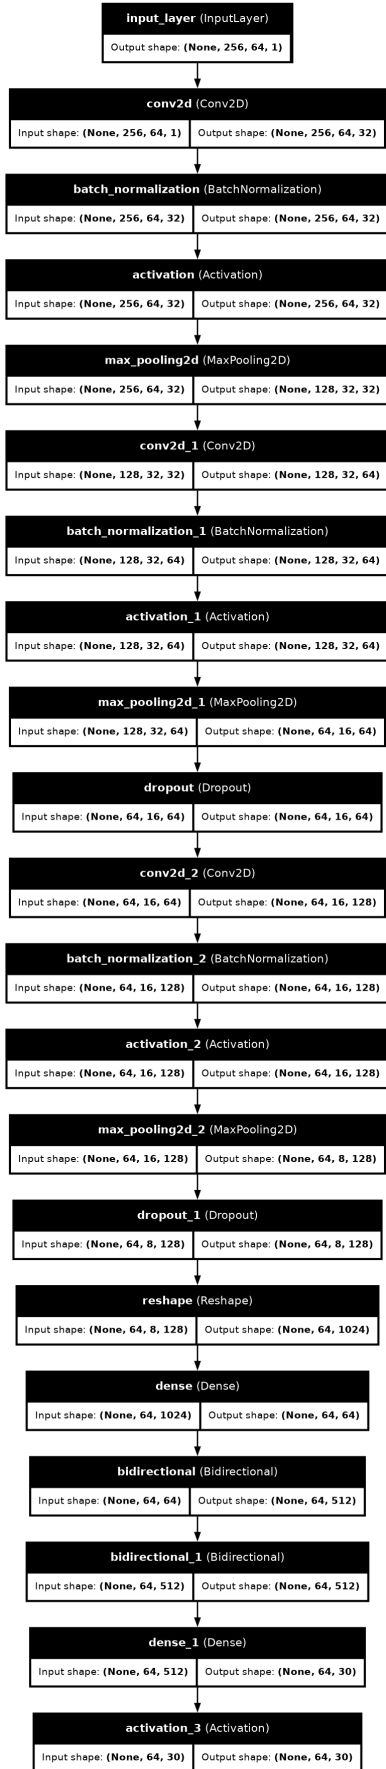 input_layer (InputLayer)
Output shape: (None, 256, 64, 1)
conv2d (Conv2D)
Input shape: (None, 256, 64, 1) Output shape: (None, 256, 64, 32)
batch_normalization (BatchNormalization)
Input shape: (None, 256, 64, 32) Output shape: (None, 256, 64, 32)
activation (Activation)
Input shape: (None, 256, 64, 32) Output shape: (None, 256, 64, 32)
max_pooling2d (MaxPooling2D)
Input shape: (None, 256, 64, 32) Output shape: (None, 128, 32, 32)
conv2d_1 (Conv2D)
Input shape: (None, 128, 32, 32) Output shape: (None, 128, 32, 64)
batch_normalization_1 (BatchNormalization)
Input shape: (None, 128, 32, 64) Output shape: (None, 128, 32, 64)
activation_1 (Activation)
Input shape: (None, 128, 32, 64) Output shape: (None, 128, 32, 64)
max_pooling2d_1 (MaxPooling2D)
Input shape: (None, 128, 32, 64) Output shape: (None, 64, 16, 64)
dropout (Dropout)
Input shape: (None, 64, 16, 64) Output shape: (None, 64, 16, 64)
conv2d_2 (Conv2D)
Input shape: (None, 64, 16, 64) Output shape: (None, 64, 16, 128)
batch_normalization_2 (BatchNormalization)
Input shape: (None, 64, 16, 128) Output shape: (None, 64, 16, 128)
activation_2 (Activation)
Input shape: (None, 64, 16, 128) Output shape: (None, 64, 16, 128)
max_pooling2d_2 (MaxPooling2D)
Input shape: (None, 64, 16, 128) Output shape: (None, 64, 8, 128)
dropout_1 (Dropout)
Input shape: (None, 64, 8, 128) Output shape: (None, 64, 8, 128)
reshape (Reshape)
Input shape: (None, 64, 8, 128) Output shape: (None, 64, 1024)
dense (Dense)
Input shape: (None, 64, 1024) Output shape: (None, 64, 64)
bidirectional (Bidirectional)
Input shape: (None, 64, 64) Output shape: (None, 64, 512)
bidirectional_1 (Bidirectional)
Input shape: (None, 64, 512) Output shape: (None, 64, 512)
dense_1 (Dense)
Input shape: (None, 64, 512) Output shape: (None, 64, 30)
activation_3 (Activation)
Input shape: (None, 64, 30) Output shape: (None, 64, 30)